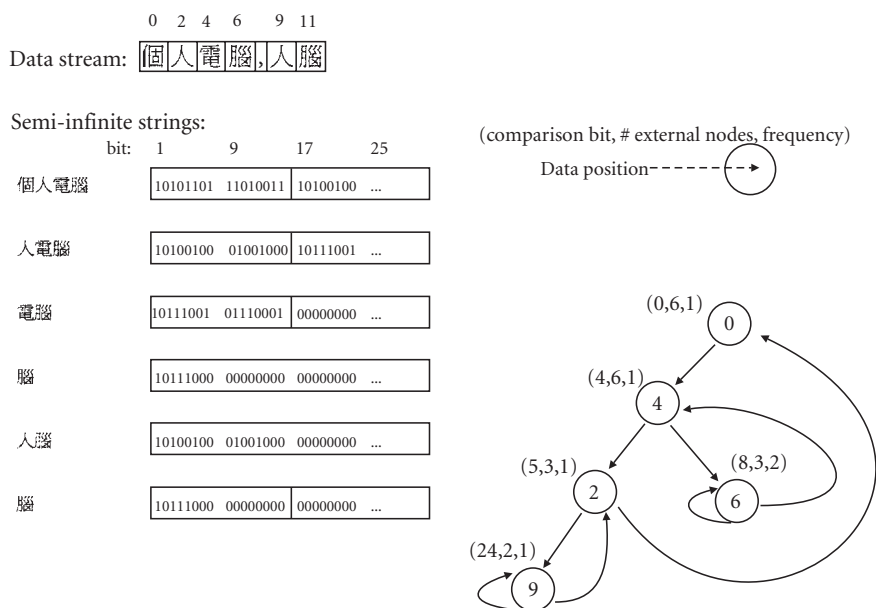 0 2 4 6 9 11
Data stream: 個人電腦,人腦
Semi-infinite strings:
bit: 1 9 17 25
個人電腦 10101101 11010011 10100100 ...
人電腦 10100100 01001000 10111001 ...
電腦 10111001 01110001 00000000 ...
腦 10111000 00000000 00000000 ...
人腦 10100100 01001000 00000000 ...
腦 10111000 00000000 00000000 ...
(comparison bit, # external nodes, frequency)
Data position
(0,6,1)
0
(4,6,1)
4
(5,3,1)
2
(8,3,2)
6
(24,2,1)
9